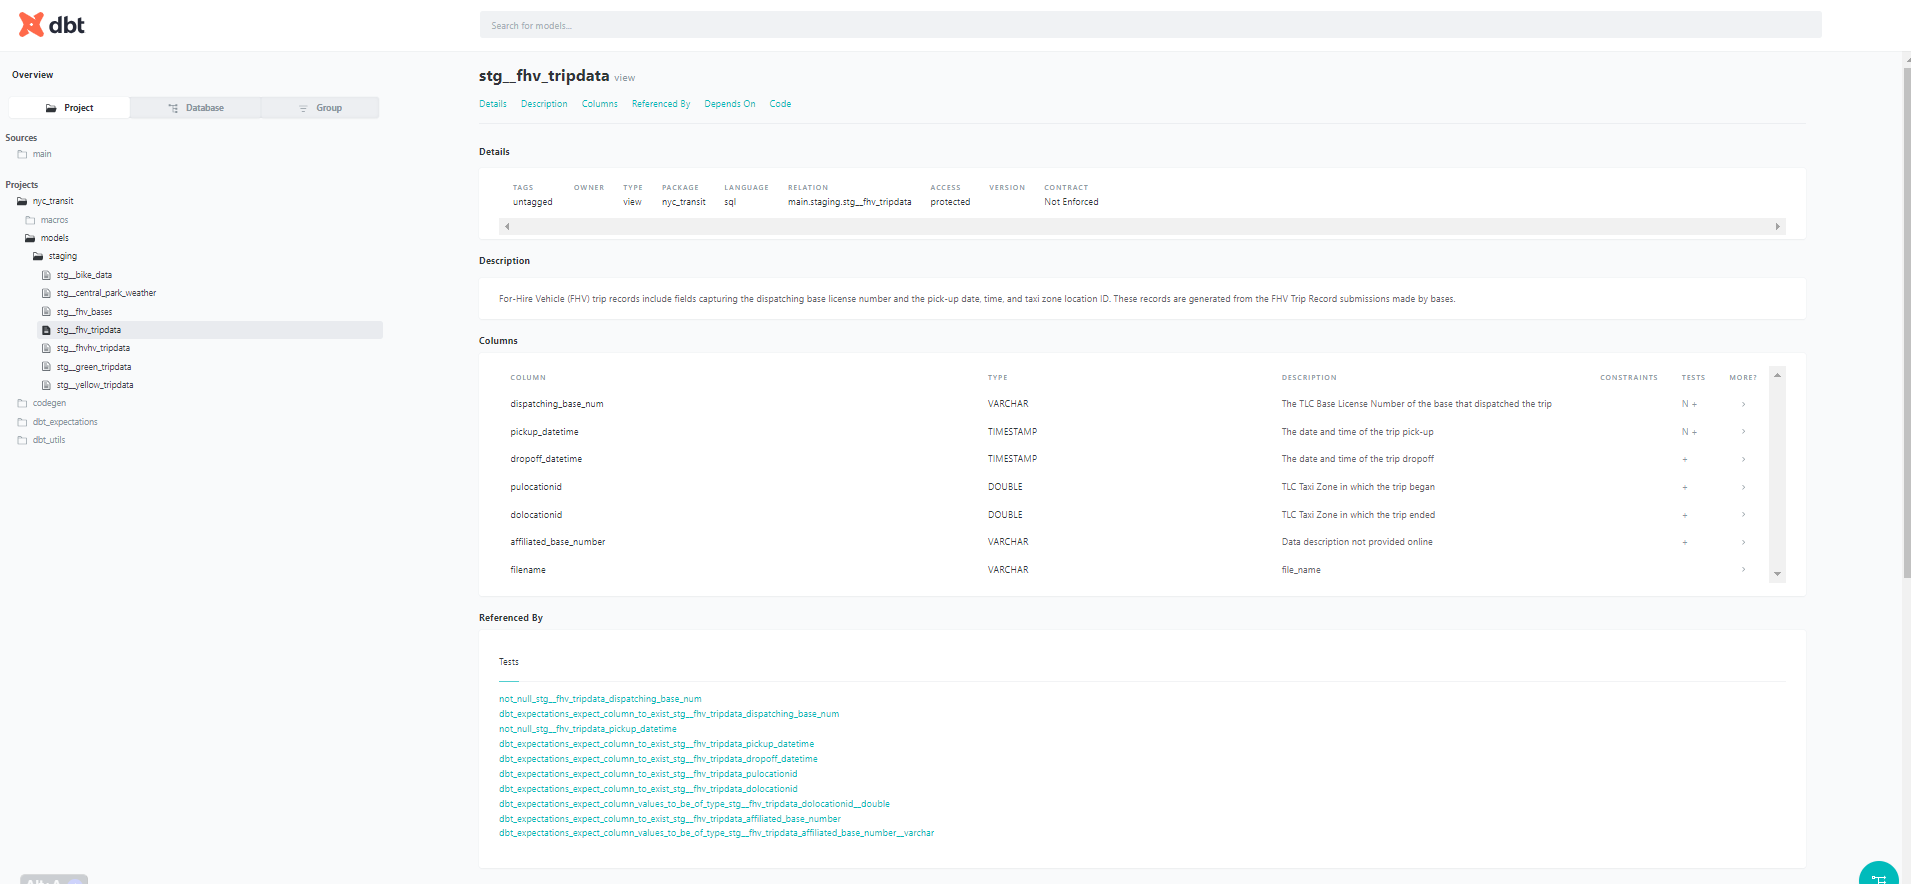 dbt
Search for models...
Overview
Project
Database
Group
Sources
main
Projects
nyc_transit
macros
models
staging
stg__bike_data
stg__central_park_weather
stg__fhv_bases
stg__fhv_tripdata
stg__fhvhv_tripdata
stg__green_tripdata
stg__yellow_tripdata
codegen
dbt_expectations
dbt_utils
stg__fhv_tripdata view
Details Description Columns Referenced By Depends On Code
Details
TAGS OWNER TYPE PACKAGE LANGUAGE RELATION ACCESS VERSION CONTRACT
untagged view nyc_transit sql main.staging.stg__fhv_tripdata protected Not Enforced
Description
For-Hire Vehicle (FHV) trip records include fields capturing the dispatching base license number and the pick-up date, time, and taxi zone location ID. These records are generated from the FHV Trip Record submissions made by bases.
Columns
COLUMN TYPE DESCRIPTION CONSTRAINTS TESTS MORE?
dispatching_base_num VARCHAR The TLC Base License Number of the base that dispatched the trip N + >
pickup_datetime TIMESTAMP The date and time of the trip pick-up N + >
dropoff_datetime TIMESTAMP The date and time of the trip dropoff + >
pulocationid DOUBLE TLC Taxi Zone in which the trip began + >
dolocationid DOUBLE TLC Taxi Zone in which the trip ended + >
affiliated_base_number VARCHAR Data description not provided online + >
filename VARCHAR file_name >
Referenced By
Tests
not_null_stg__fhv_tripdata_dispatching_base_num
dbt_expectations_expect_column_to_exist_stg__fhv_tripdata_dispatching_base_num
not_null_stg__fhv_tripdata_pickup_datetime
dbt_expectations_expect_column_to_exist_stg__fhv_tripdata_pickup_datetime
dbt_expectations_expect_column_to_exist_stg__fhv_tripdata_dropoff_datetime
dbt_expectations_expect_column_to_exist_stg__fhv_tripdata_pulocationid
dbt_expectations_expect_column_to_exist_stg__fhv_tripdata_dolocationid
dbt_expectations_expect_column_values_to_be_of_type_stg__fhv_tripdata_dolocationid__double
dbt_expectations_expect_column_to_exist_stg__fhv_tripdata_affiliated_base_number
dbt_expectations_expect_column_values_to_be_of_type_stg__fhv_tripdata_affiliated_base_number__varchar